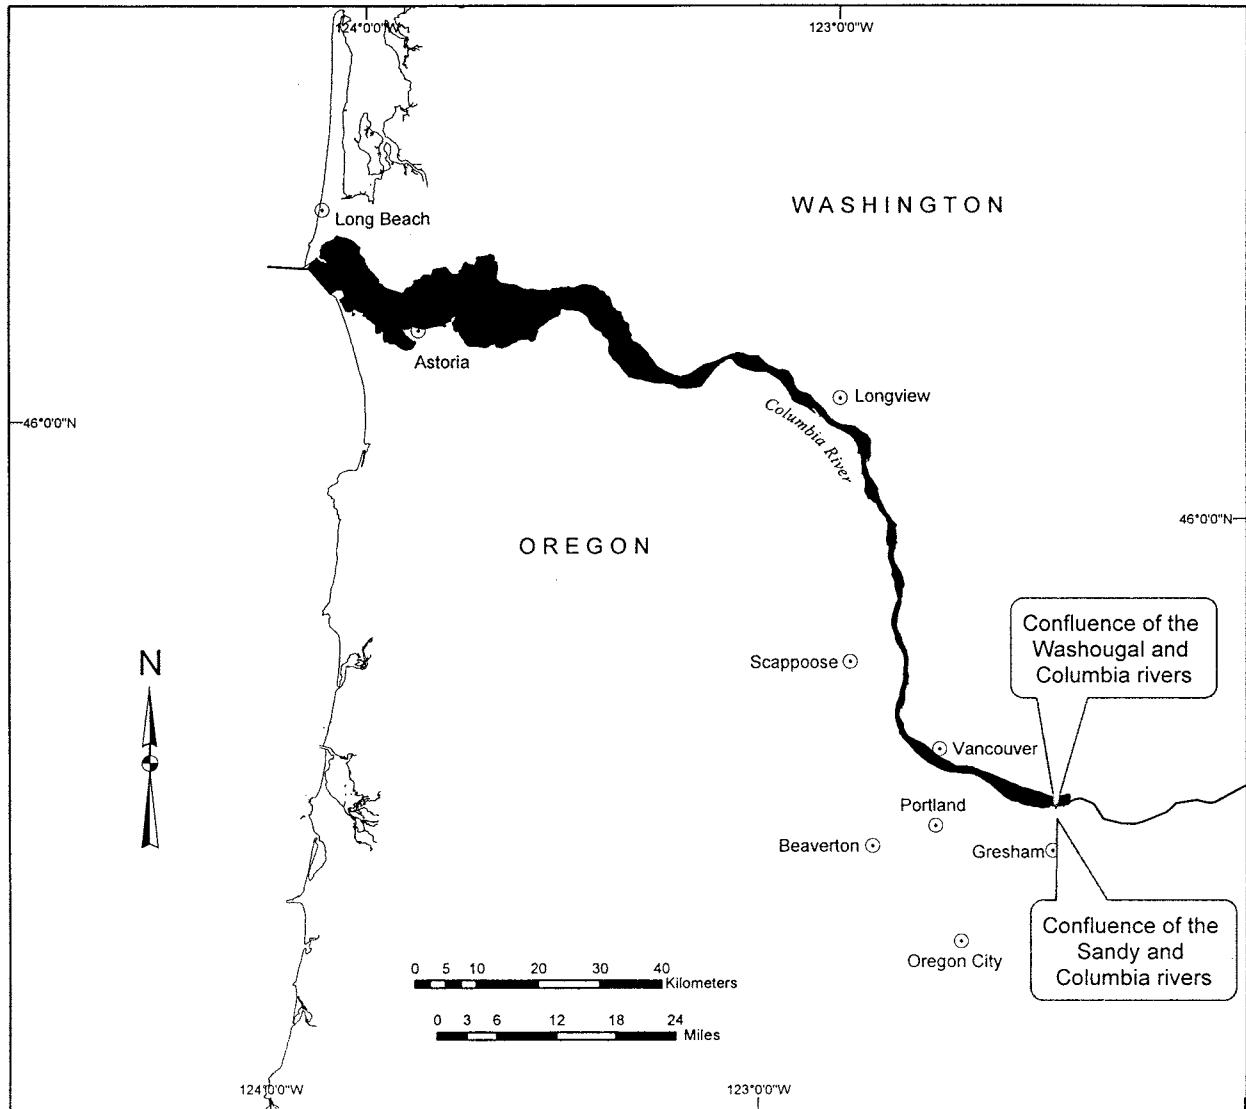 124°0'0"W
123°0'0"W
WASHINGTON
Long Beach
Astoria
Longview
Columbia River
46°0'0"N
46°0'0"N
OREGON
Confluence of the
Washougal and
Columbia rivers
N
Scappoose
Vancouver
Portland
Beaverton
Gresham
Confluence of the
Sandy and
Columbia rivers
Oregon City
0 5 10 20 30 40
Kilometers
0 3 6 12 18 24
Miles
124°0'0"W
123°0'0"W